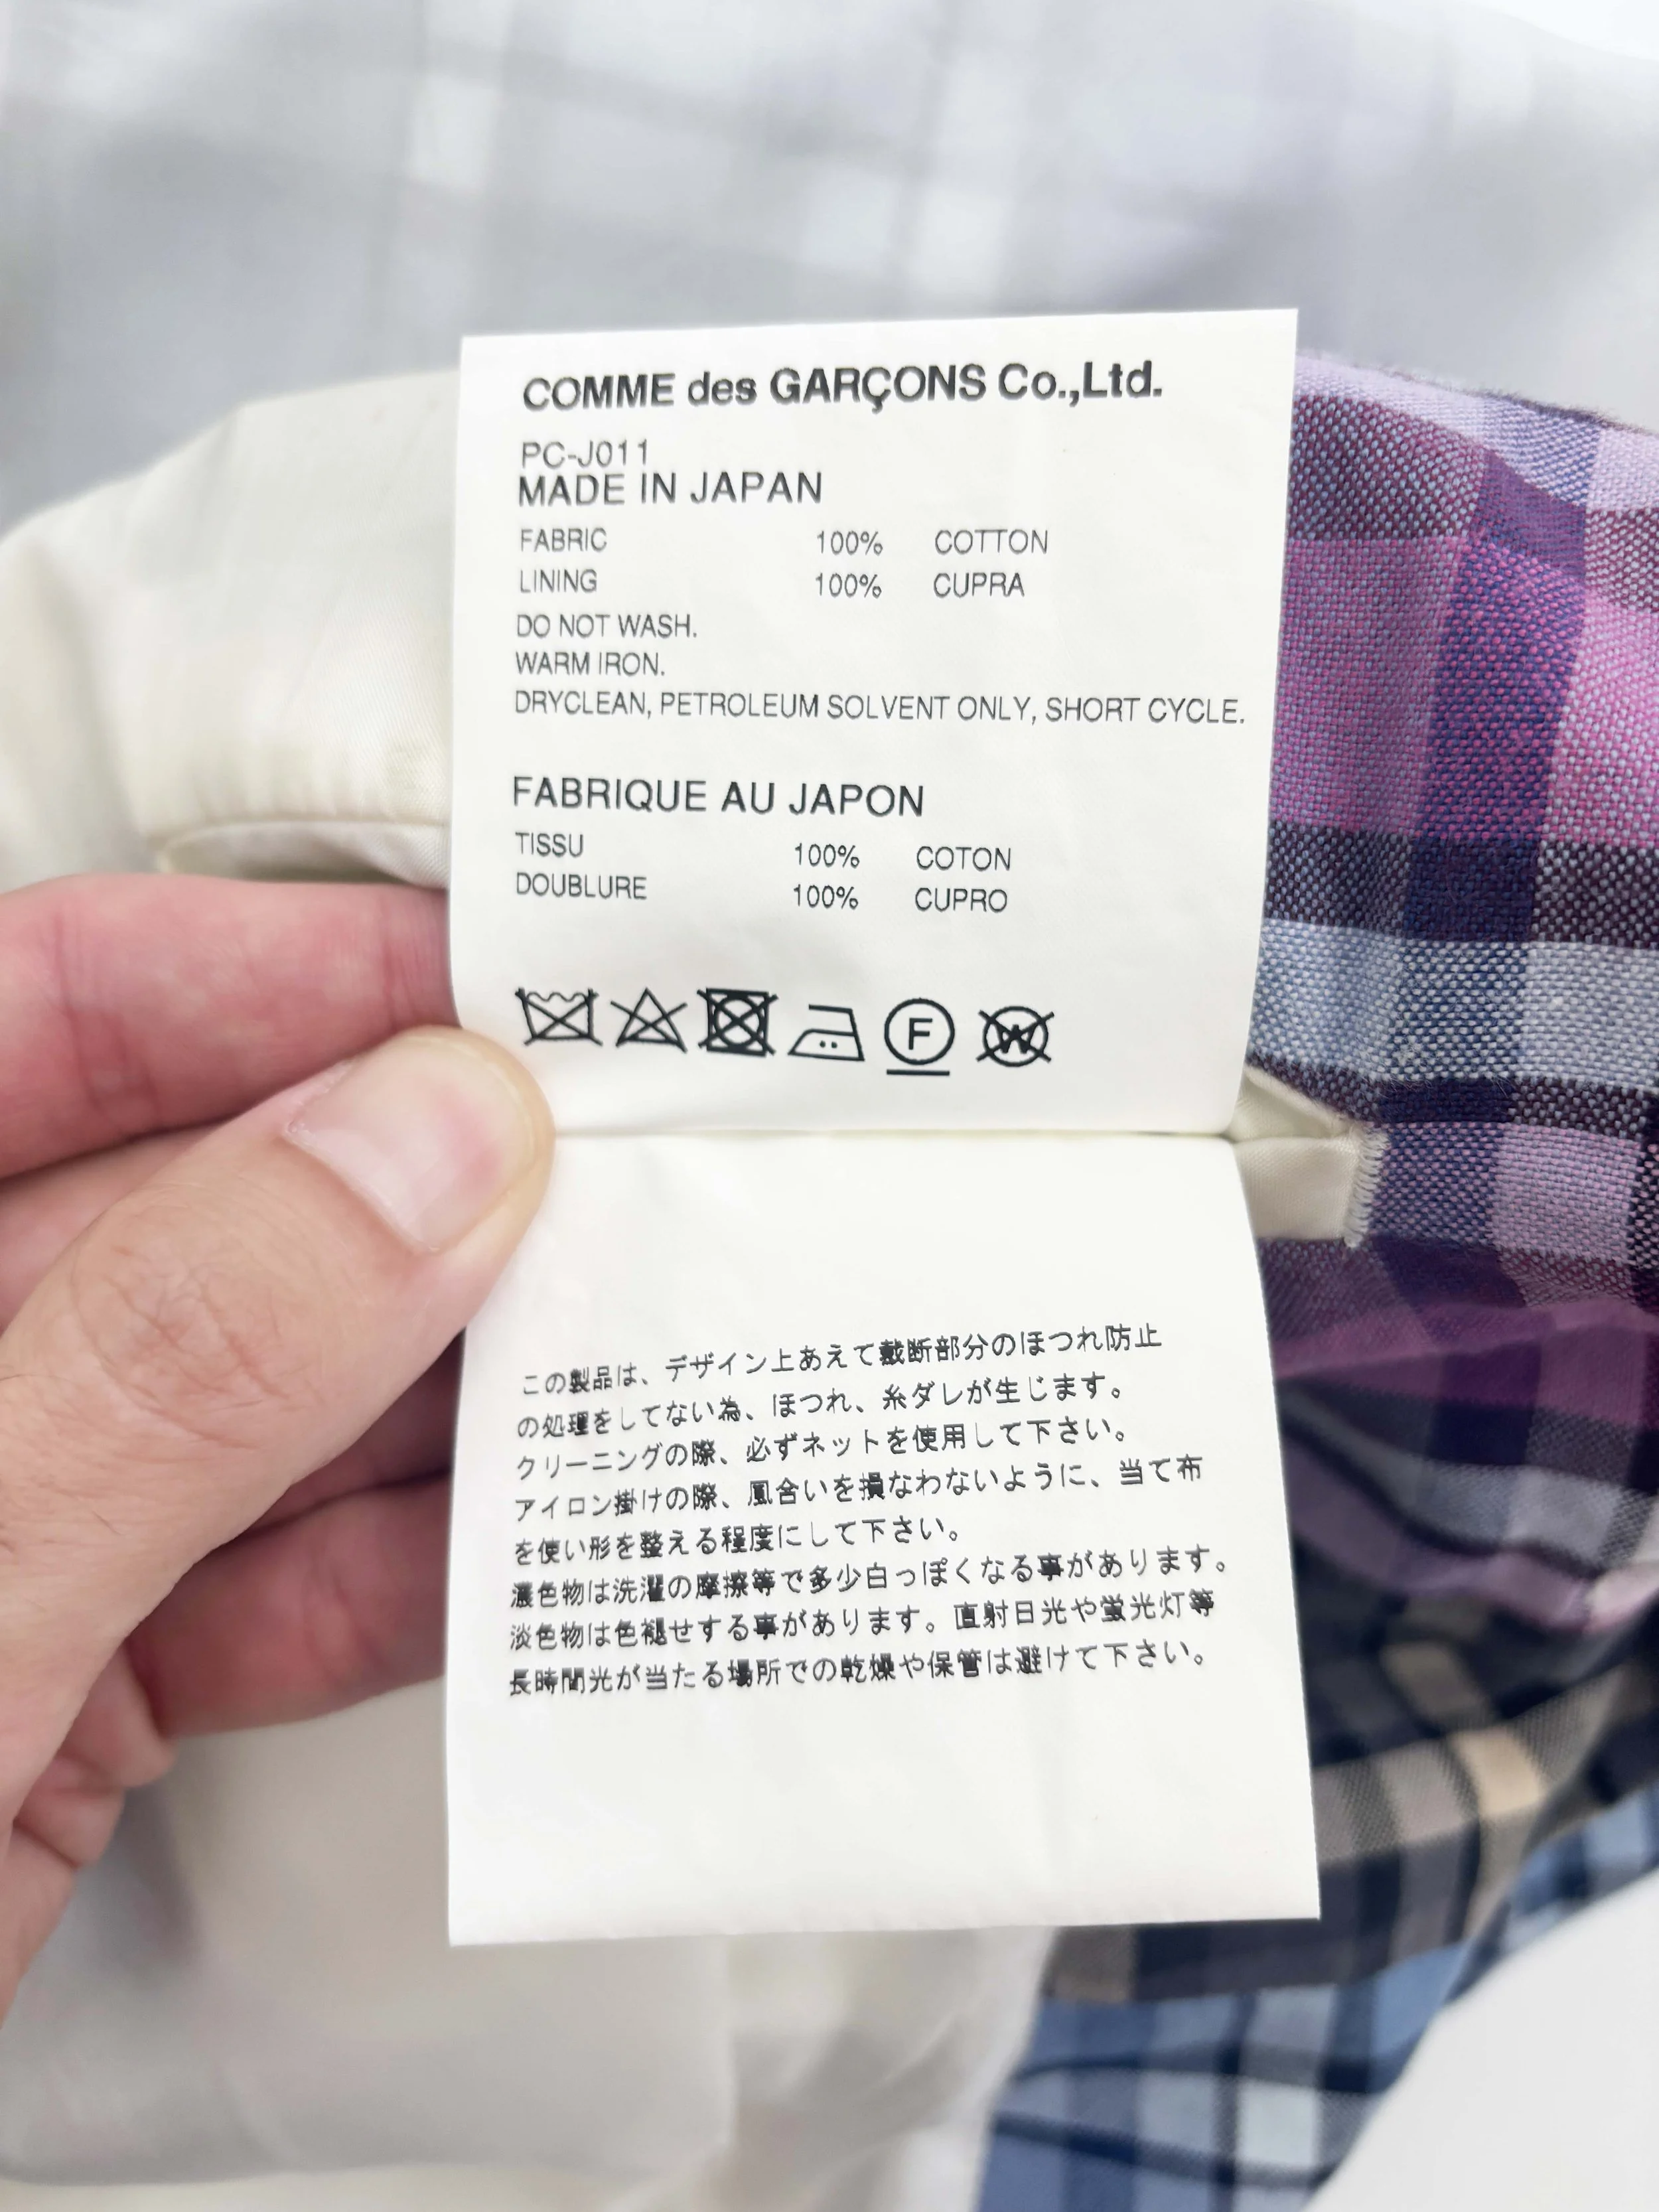 COMME des GARÇONS Co.,Ltd.
PC-J011
MADE IN JAPAN
FABRIC 100% COTTON
LINING 100% CUPRA
DO NOT WASH.
WARM IRON.
DRYCLEAN, PETROLEUM SOLVENT ONLY, SHORT CYCLE.
FABRIQUE AU JAPON
TISSU 100% COTON
DOUBLURE 100% CUPRO
F W
この製品は、デザイン上あえて裁断部分のほつれ防止
の処理をしてない為、ほつれ、糸ダレが生じます。
クリーニングの際、必ずネットを使用して下さい。
アイロン掛けの際、風合いを損なわないように、当て布
を使い形を整える程度にして下さい。
濃色物は洗濯の摩擦等で多少白っぽくなる事があります。
淡色物は色褪せする事があります。直射日光や蛍光灯等
長時間光が当たる場所での乾燥や保管は避けて下さい。